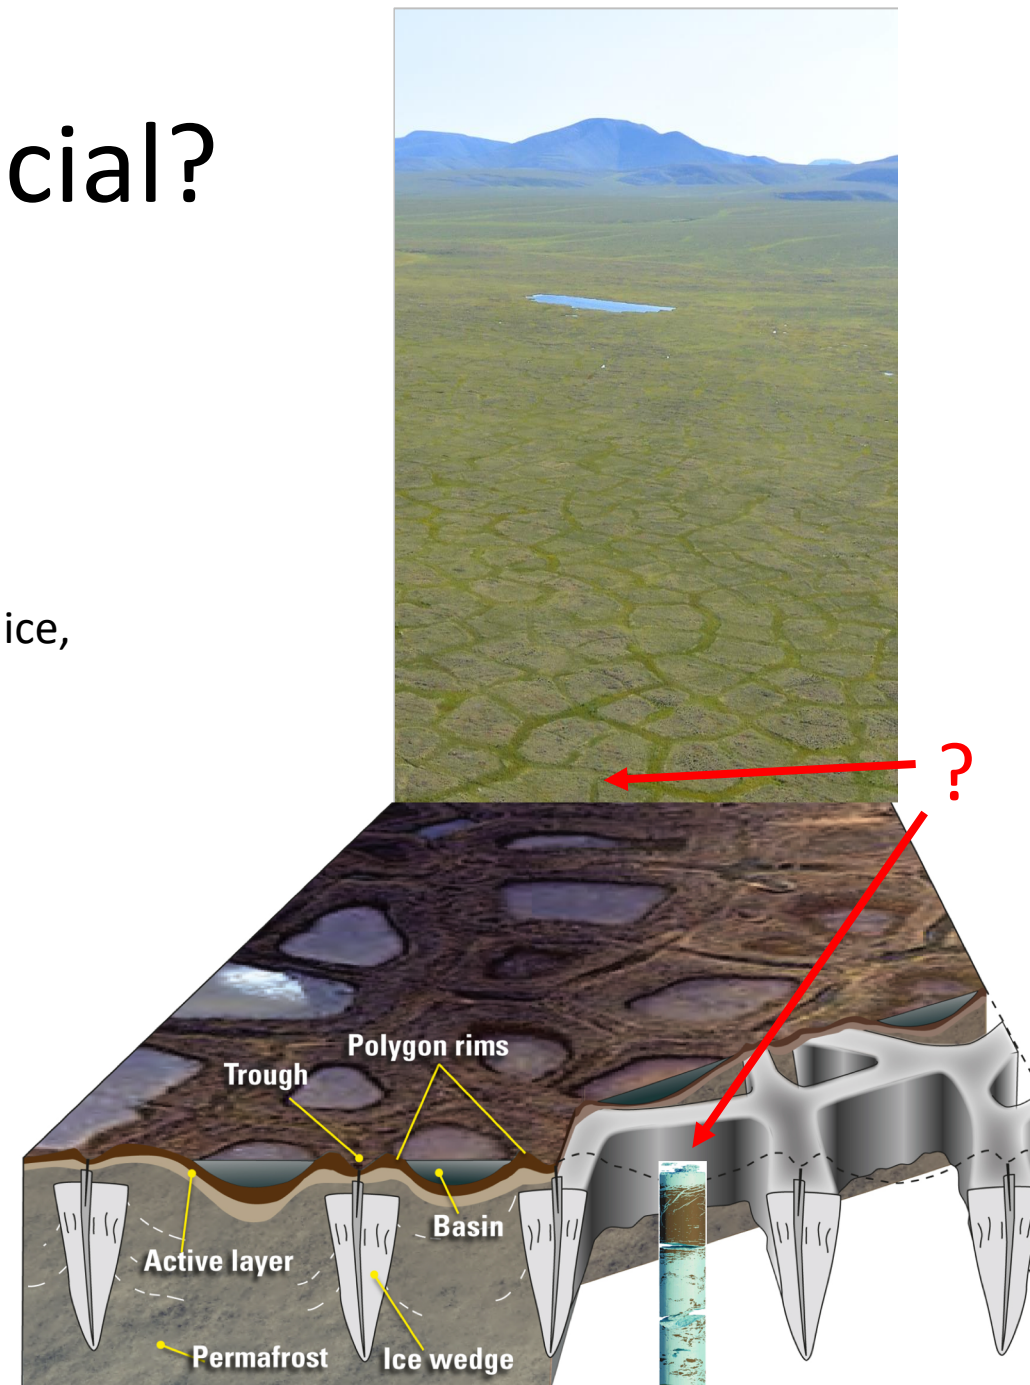 cial?
ice,
?
Polygon rims
Trough
Basin
Active layer
Permafrost
Ice wedge